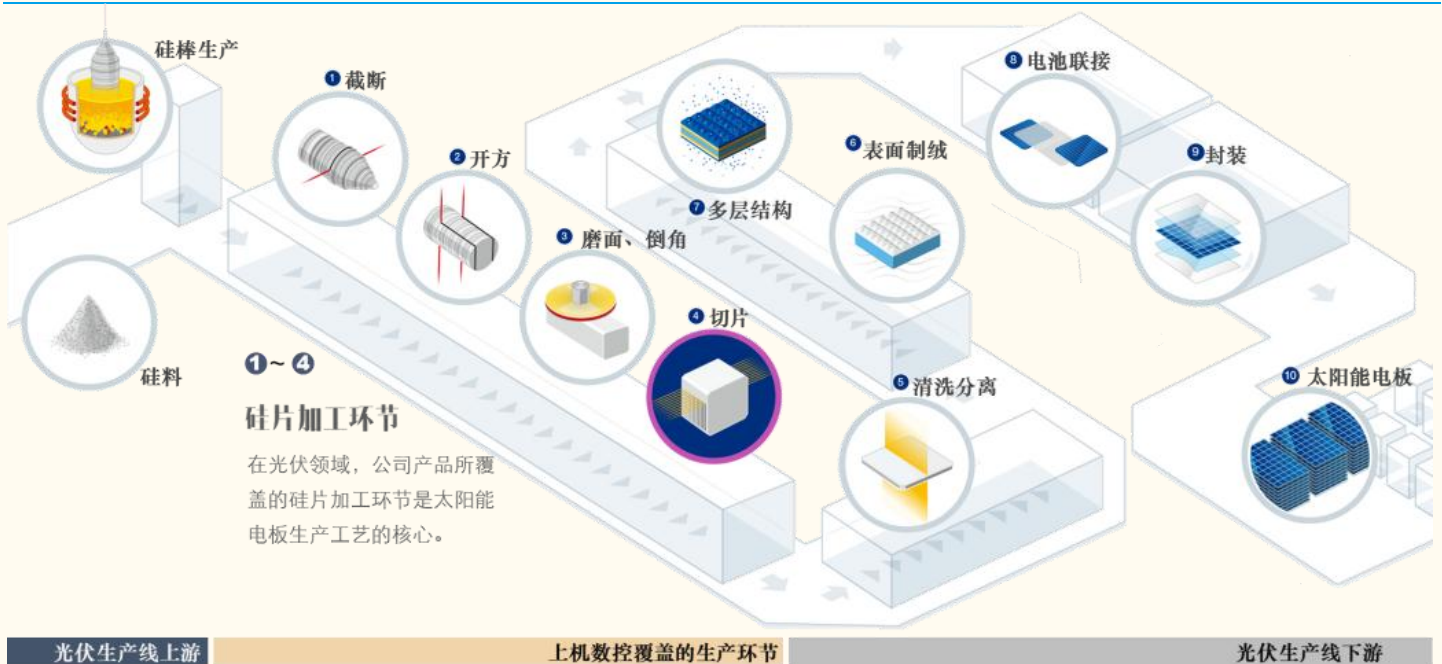 硅棒生产
❶ 截断
❷ 开方
❸ 磨面、倒角
❹ 切片
❺ 清洗分离
❻ 表面制绒
❼ 多层结构
❽ 电池联接
❾ 封装
❿ 太阳能电板
硅料
❶~❹
硅片加工环节
在光伏领域，公司产品所覆
盖的硅片加工环节是太阳能
电板生产工艺的核心。
光伏生产线上游
上机数控覆盖的生产环节
光伏生产线下游